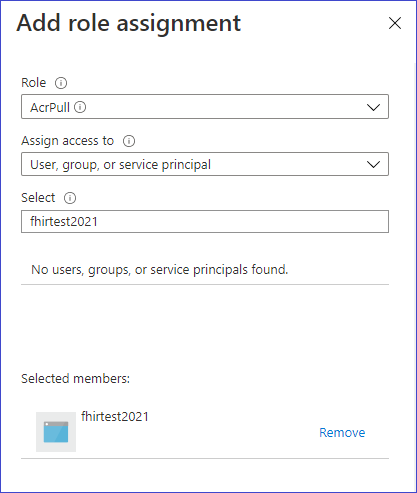 Add role assignment
Role
AcrPull
Assign access to
User, group, or service principal
Select
fhirtest2021
No users, groups, or service principals found.
Selected members:
fhirtest2021
Remove